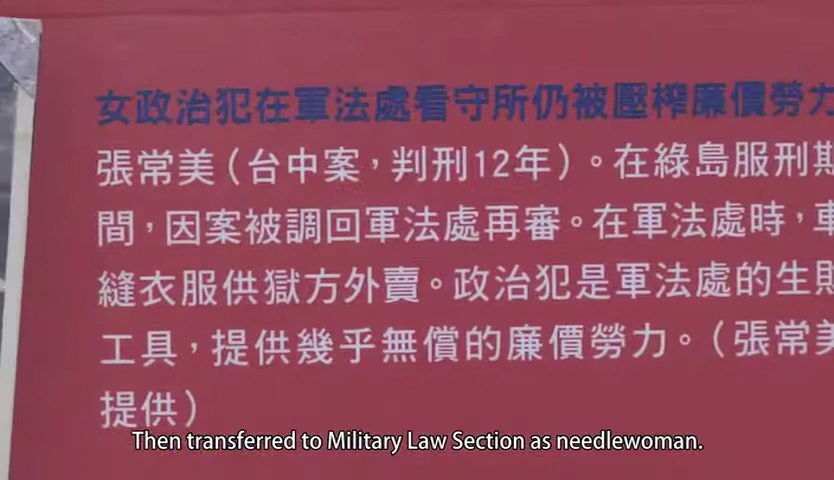 女政治犯在軍法處看守所仍被壓榨廉價勞力
張常美（台中案，判刑12年）。在綠島服刑期
間，因案被調回軍法處再審。在軍法處時，車
縫衣服供獄方外賣。政治犯是軍法處的生財
工具，提供幾乎無償的廉價勞力。（張常美
提供）
Then transferred to Military Law Section as needlewoman.